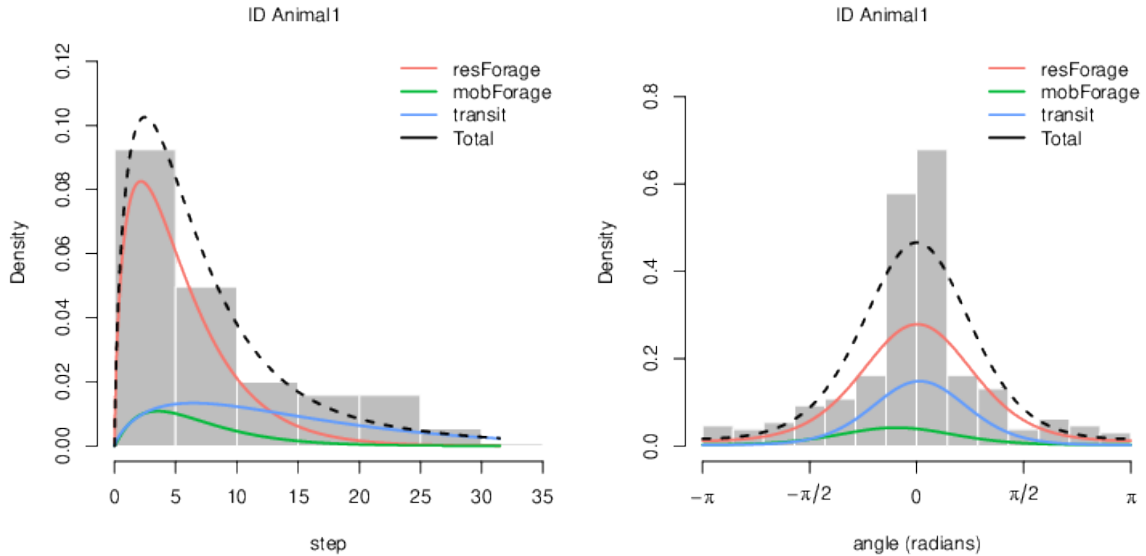 ID Animal1
resForage
mobForage
transit
Total
Density
0.12
0.10
0.08
0.06
0.04
0.02
0.00
0 5 10 15 20 25 30 35
step
ID Animal1
resForage
mobForage
transit
Total
Density
0.8
0.6
0.4
0.2
0.0
−π −π/2 0 π/2 π
angle (radians)